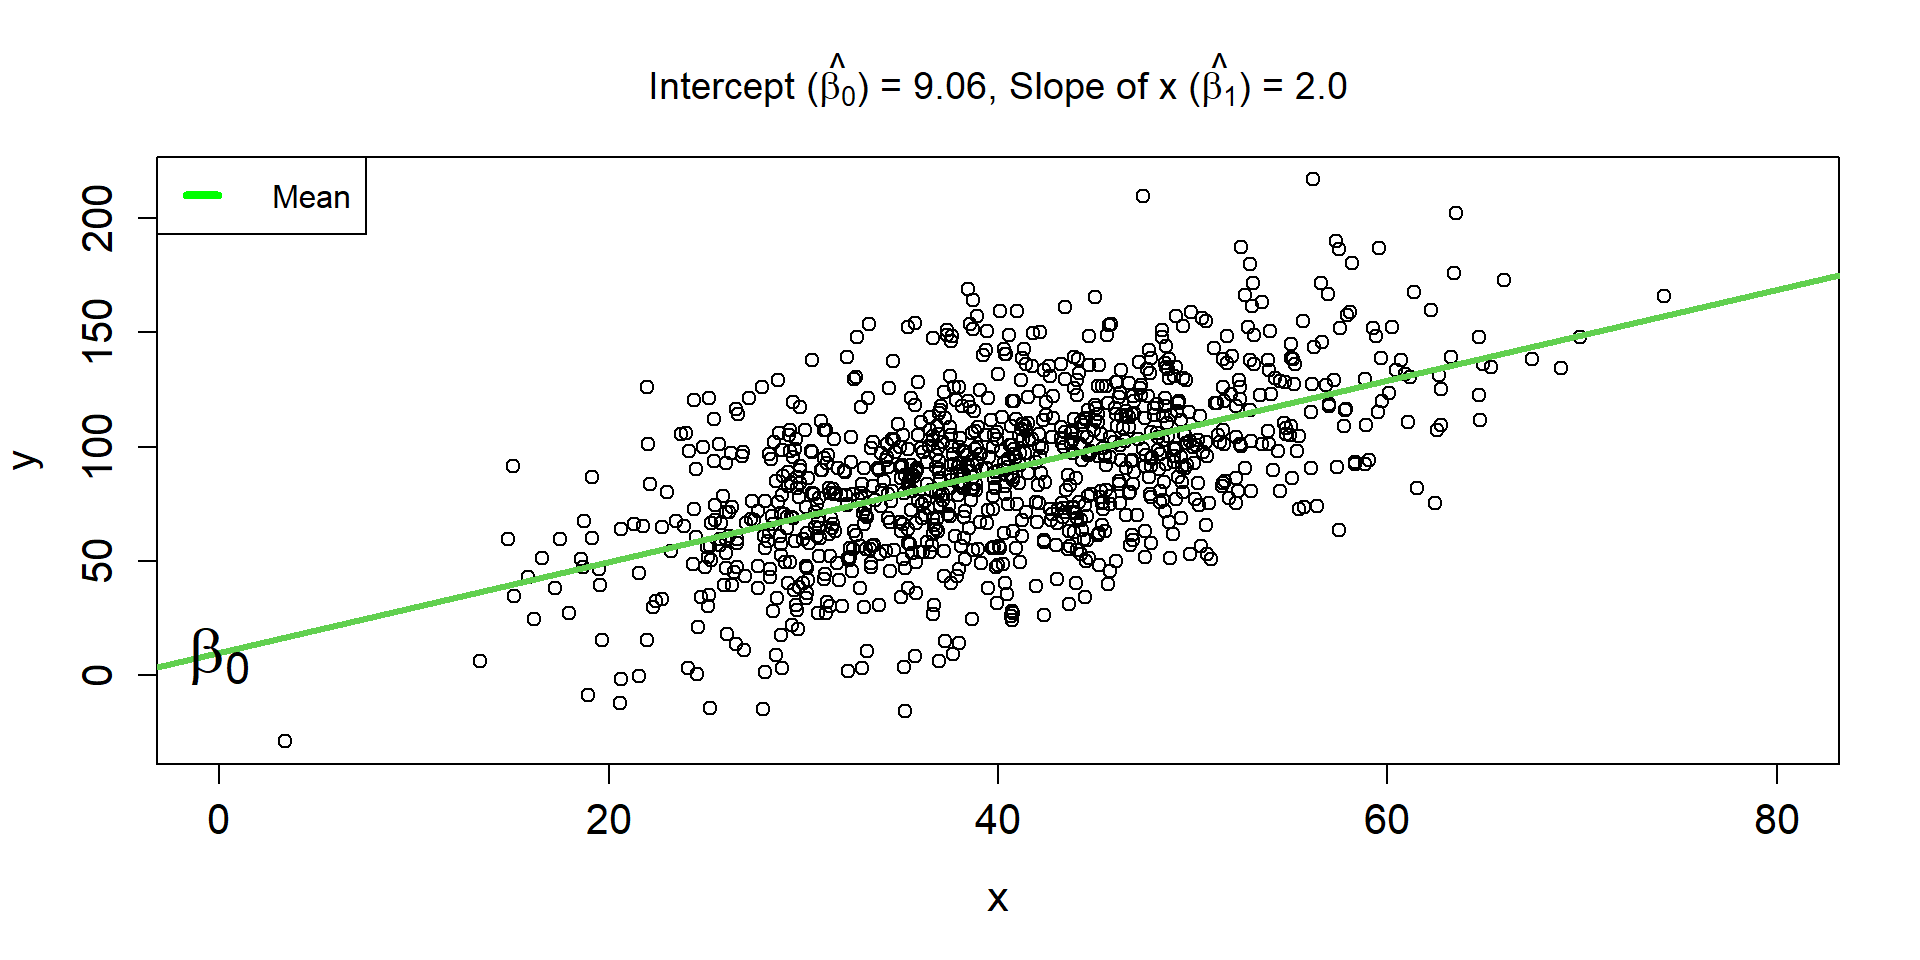 Intercept (β̂₀) = 9.06, Slope of x (β̂₁) = 2.0
Mean
200
150
100
50
0
y
β₀
0 20 40 60 80
x